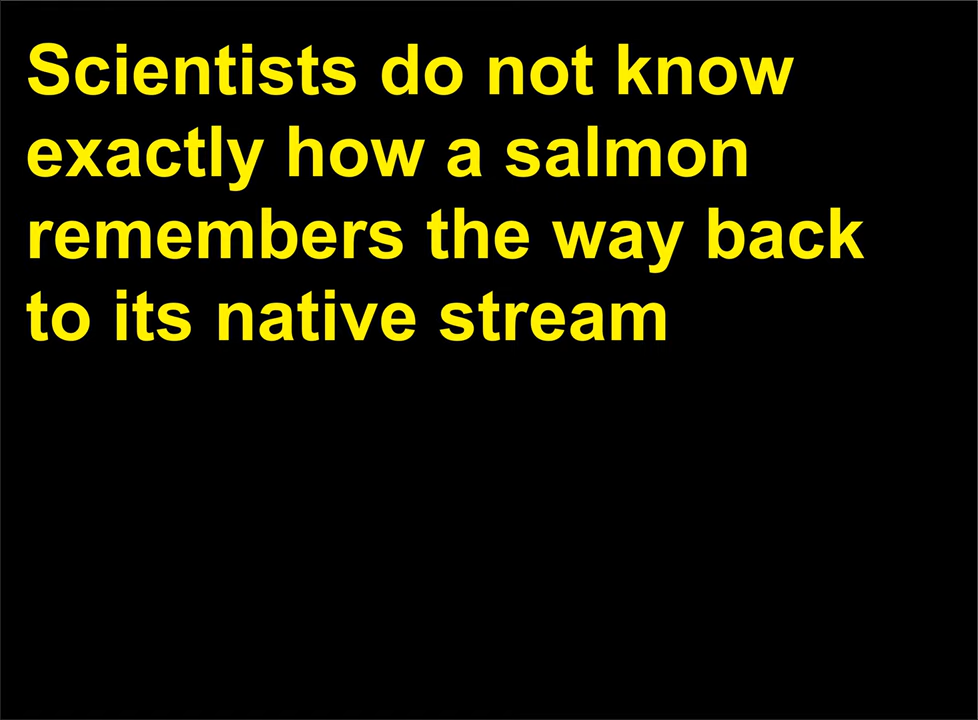 Scientists do not know
exactly how a salmon
remembers the way back
to its native stream